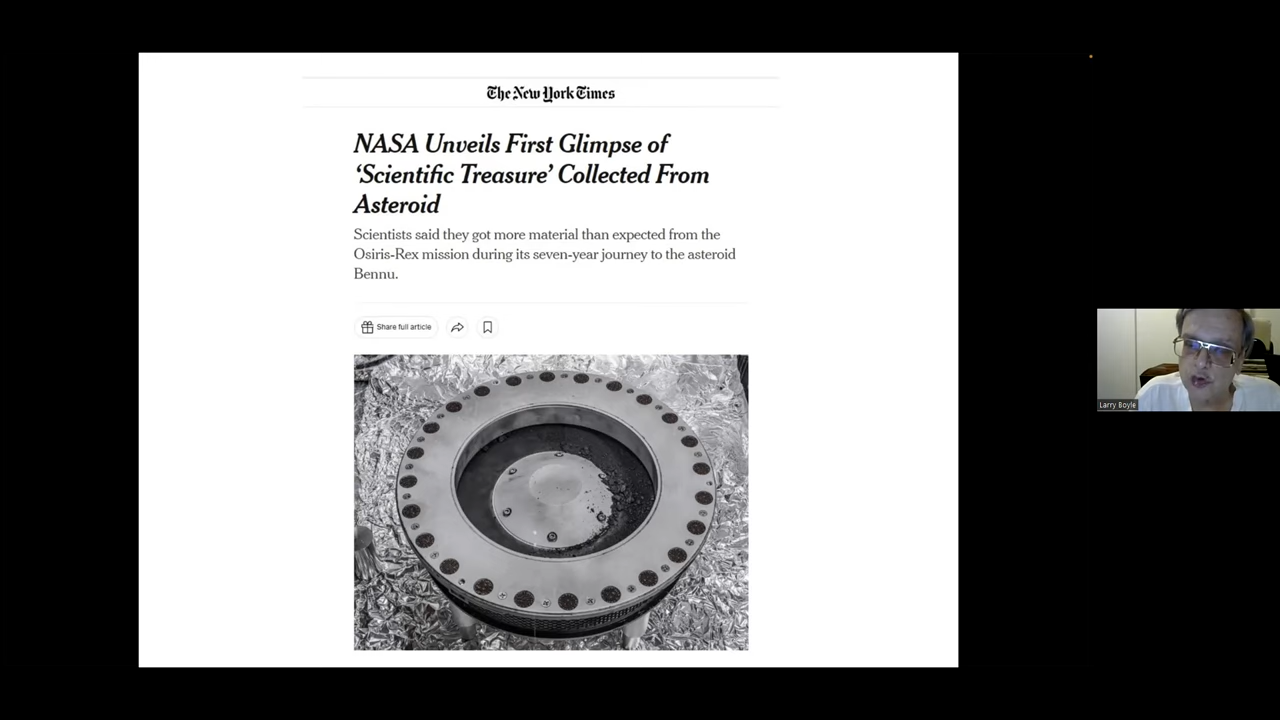 The New York Times
NASA Unveils First Glimpse of
‘Scientific Treasure’ Collected From
Asteroid
Scientists said they got more material than expected from the
Osiris-Rex mission during its seven-year journey to the asteroid
Bennu.
Share full article
Larry Boyle